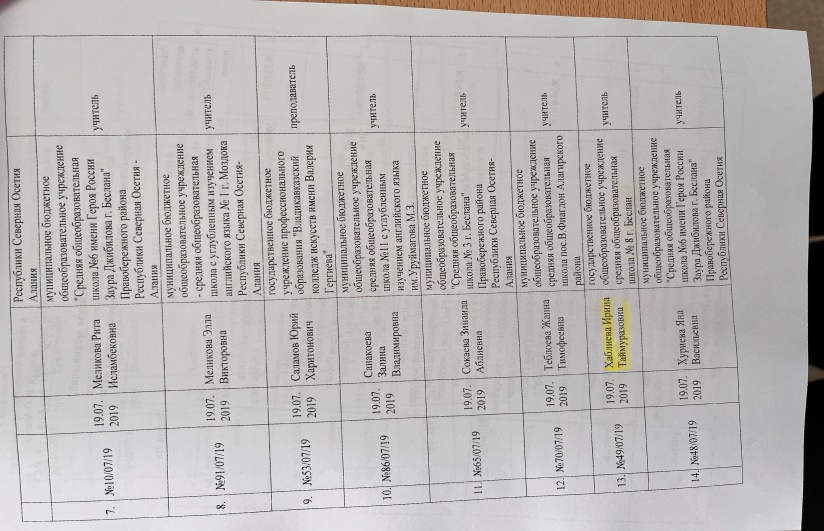 Республики Северная Осетия
Алания
7.
№10/07/19
19.07.
2019
Меликова Рита
Исламбековна
муниципальное бюджетное
общеобразовательное учреждение
"Средняя общеобразовательная
школа №6 имени Героя России
Заура Джибилова г. Беслана"
Правобережного района
Республики Северная Осетия -
Алания
учитель
8.
№91/07/19
19.07.
2019
Меликова Элла
Викторовна
муниципальное бюджетное
общеобразовательное учреждение
- средняя общеобразовательная
школа с углубленным изучением
английского языка № 1 г. Моздока
Республики Северная Осетия-
Алания
учитель
9.
№53/07/19
19.07.
2019
Саламов Юрий
Харитонович
государственное бюджетное
учреждение профессионального
образования "Владикавказский
колледж искусств имени Валерия
Гергиева"
преподаватель
10.
№86/07/19
19.07.
2019
Санакоева
Залина
Владимировна
муниципальное бюджетное
общеобразовательное учреждение
средняя общеобразовательная
школа №11 с углубленным
изучением английского языка
им.Уруймагова М.З.
учитель
11.
№65/07/19
19.07.
2019
Сокаева Зинаида
Аблиевна
муниципальное бюджетное
общеобразовательное учреждение
"Средняя общеобразовательная
школа № 3 г. Беслана"
Правобережного района
Республики Северная Осетия-
Алания
учитель
12.
№70/07/19
19.07.
2019
Теблоева Жанна
Тимофеевна
муниципальное бюджетное
общеобразовательное учреждение
средняя общеобразовательная
школа пос.В.Фиагдон Алагирского
района
учитель
13.
№49/07/19
19.07.
2019
Хаблиева Ирина
Таймуразовна
государственное бюджетное
общеобразовательное учреждение
средняя общеобразовательная
школа № 8 г. Беслан
учитель
14.
№48/07/19
19.07.
2019
Хуриева Яна
Васильевна
муниципальное бюджетное
общеобразовательное учреждение
"Средняя общеобразовательная
школа №6 имени Героя России
Заура Джибилова г. Беслана"
Правобережного района
Республики Северная Осетия
учитель